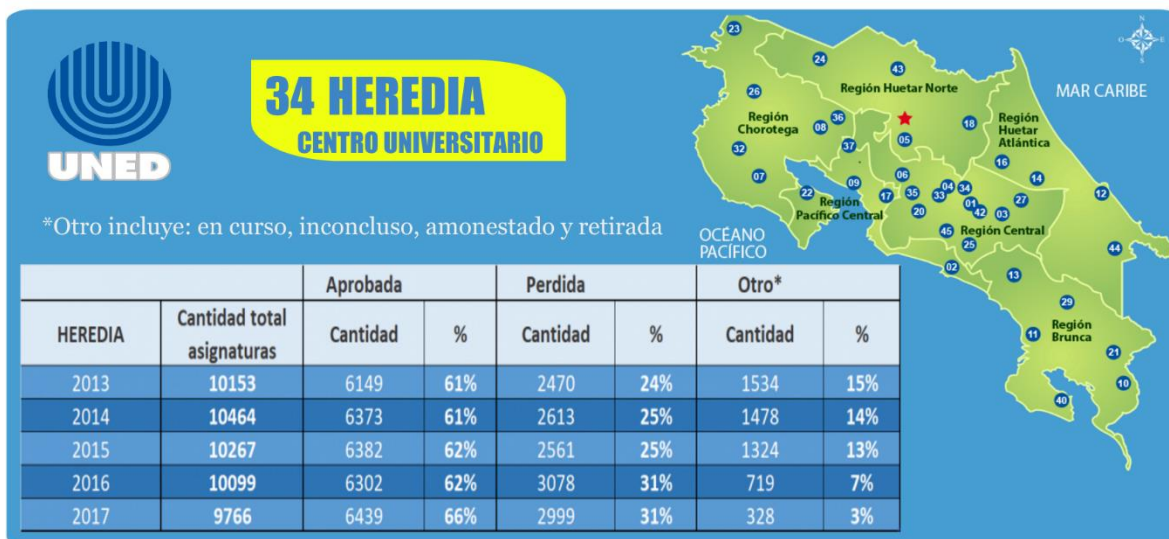 UNED
34 HEREDIA
CENTRO UNIVERSITARIO
*Otro incluye: en curso, inconcluso, amonestado y retirada
Aprobada Perdida Otro*
HEREDIA Cantidad total asignaturas Cantidad % Cantidad % Cantidad %
2013 10153 6149 61% 2470 24% 1534 15%
2014 10464 6373 61% 2613 25% 1478 14%
2015 10267 6382 62% 2561 25% 1324 13%
2016 10099 6302 62% 3078 31% 719 7%
2017 9766 6439 66% 2999 31% 328 3%
23
24
43
Región Huetar Norte
MAR CARIBE
26
Región
Chorotega
36
08
18
Región
Huetar
Atlántica
05
32
37
16
07
06
14
22
09
17
35
33
04
34
27
12
Región
Pacífico Central
20
01
42
03
45
Región Central
OCÉANO
PACÍFICO
25
44
02
13
29
Región
Brunca
11
21
10
40
O
E